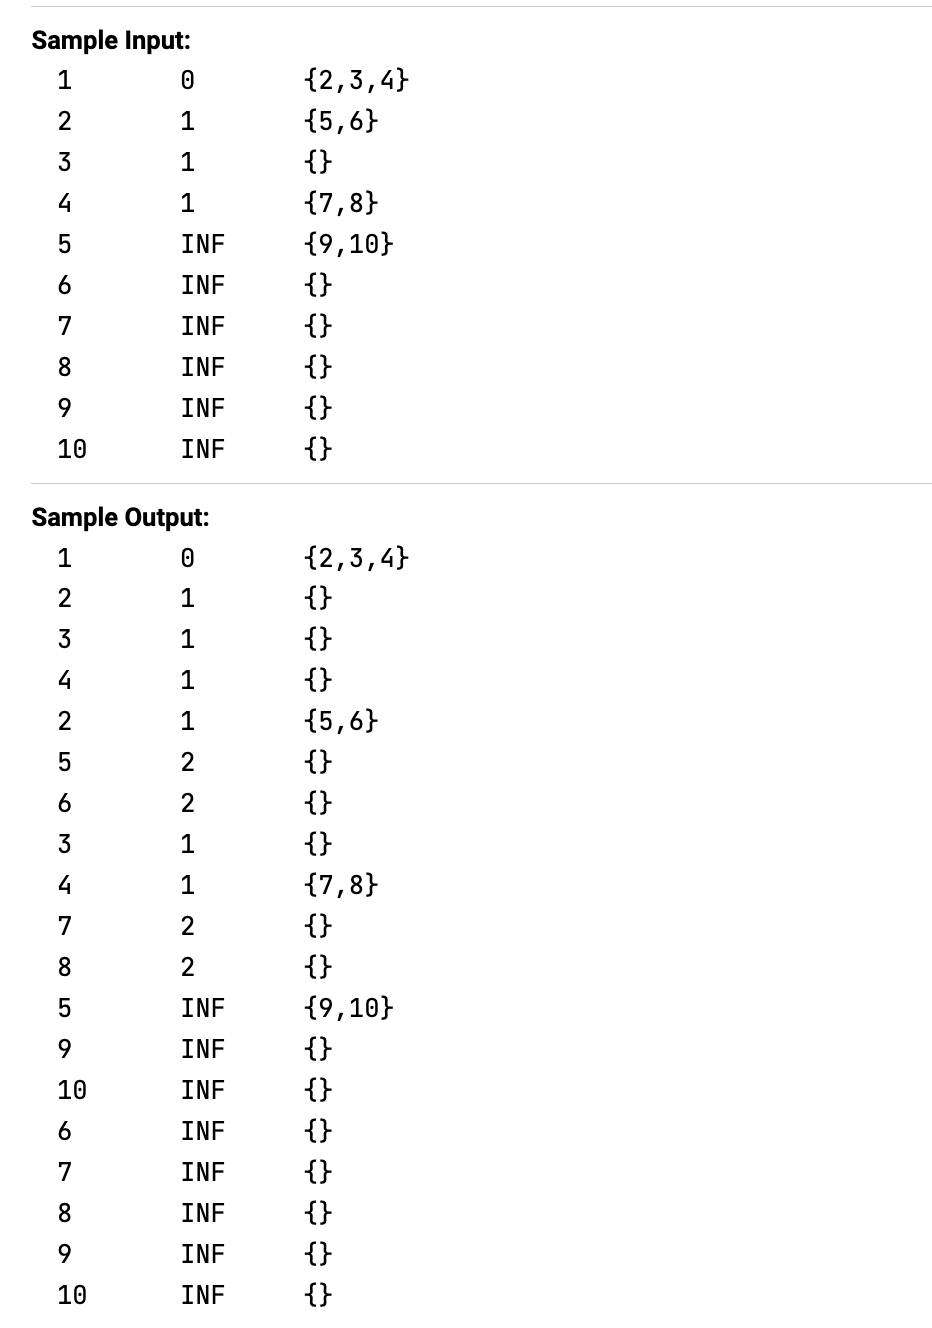 Sample Input:
1 0 {2,3,4}
2 1 {5,6}
3 1 {}
4 1 {7,8}
5 INF {9,10}
6 INF {}
7 INF {}
8 INF {}
9 INF {}
10 INF {}
Sample Output:
1 0 {2,3,4}
2 1 {}
3 1 {}
4 1 {}
2 1 {5,6}
5 2 {}
6 2 {}
3 1 {}
4 1 {7,8}
7 2 {}
8 2 {}
5 INF {9,10}
9 INF {}
10 INF {}
6 INF {}
7 INF {}
8 INF {}
9 INF {}
10 INF {}